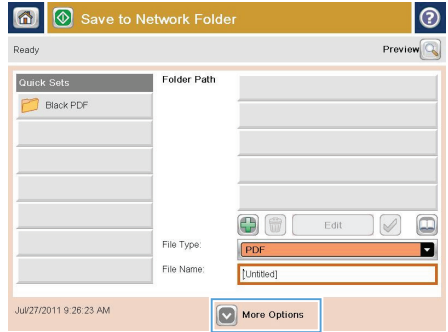 Save to Network Folder
?
Ready
Preview
Quick Sets
Folder Path
Black PDF
Edit
File Type:
PDF
File Name:
[Untitled]
Jul/27/2011 9:26:23 AM
More Options